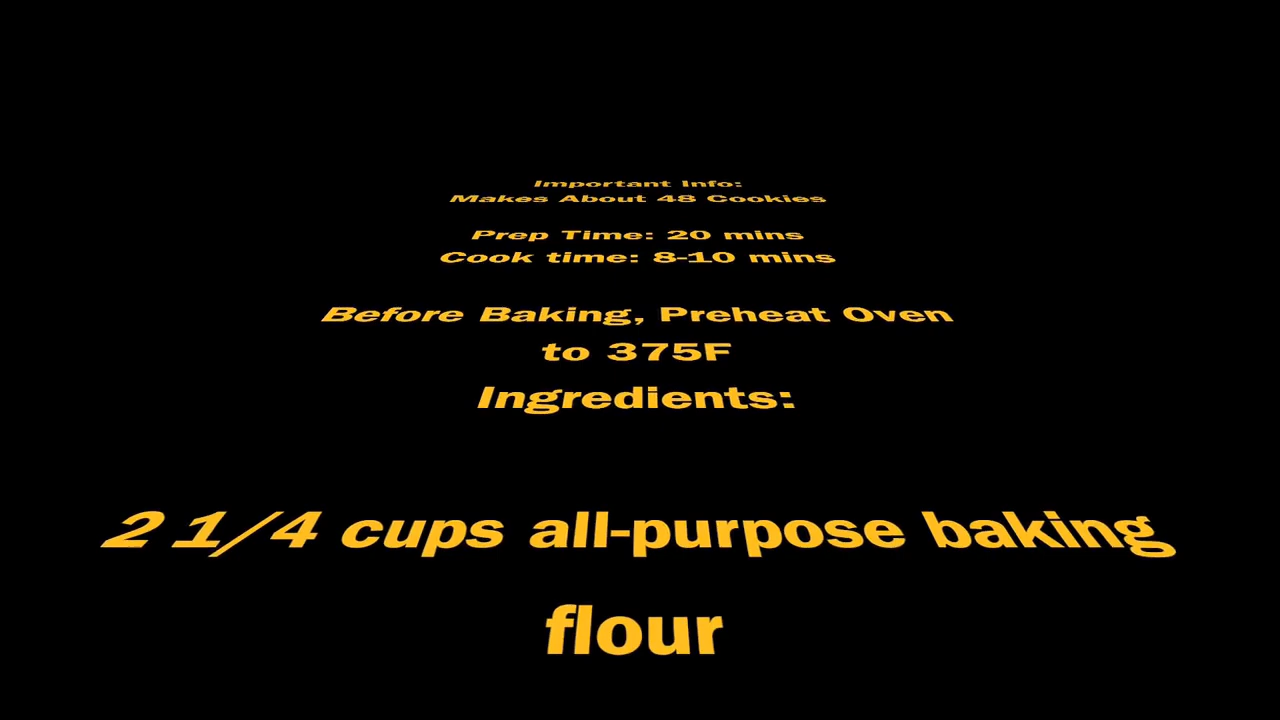 Important Info:
Makes About 48 Cookies
Prep Time: 20 mins
Cook time: 8-10 mins
Before Baking, Preheat Oven
to 375F
Ingredients:
2 1/4 cups all-purpose baking
flour